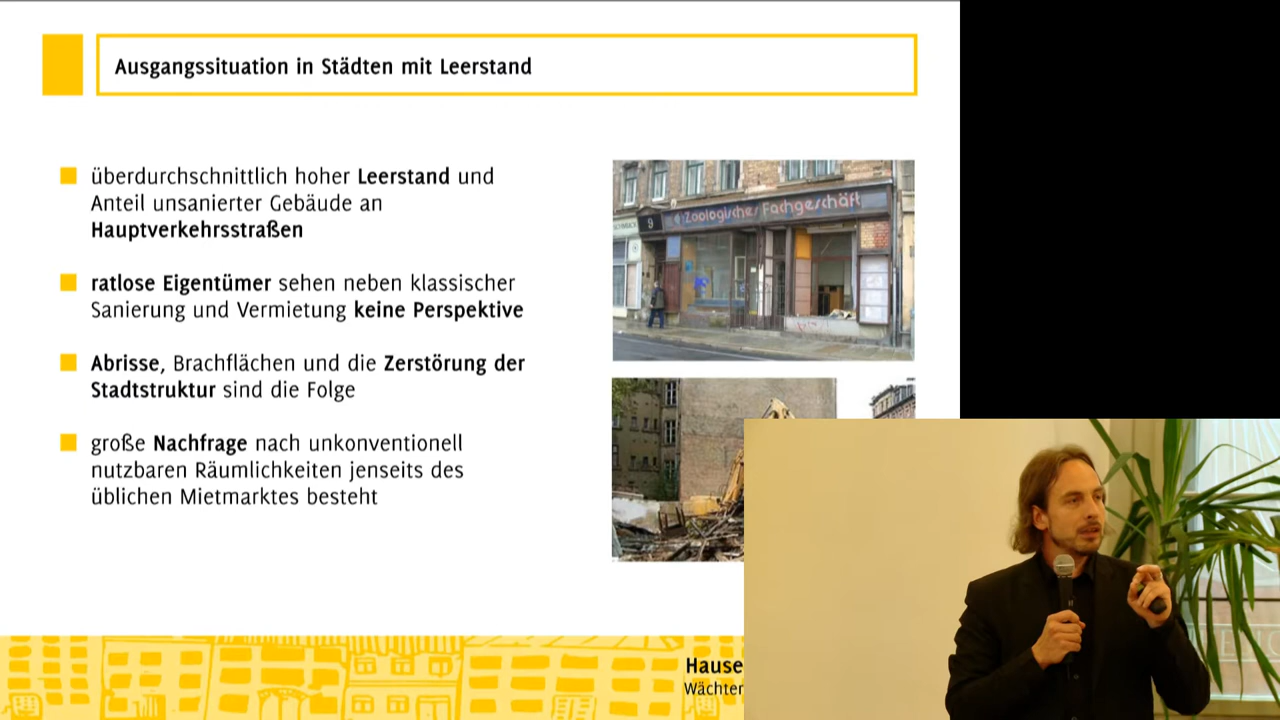 Ausgangssituation in Städten mit Leerstand
überdurchschnittlich hoher Leerstand und
Anteil unsanierter Gebäude an
Hauptverkehrsstraßen
ratlose Eigentümer sehen neben klassischer
Sanierung und Vermietung keine Perspektive
Abrisse, Brachflächen und die Zerstörung der
Stadtstruktur sind die Folge
große Nachfrage nach unkonventionell
nutzbaren Räumlichkeiten jenseits des
üblichen Mietmarktes besteht
9
Zoologisches Fachgeschäft
Hause
Wächter